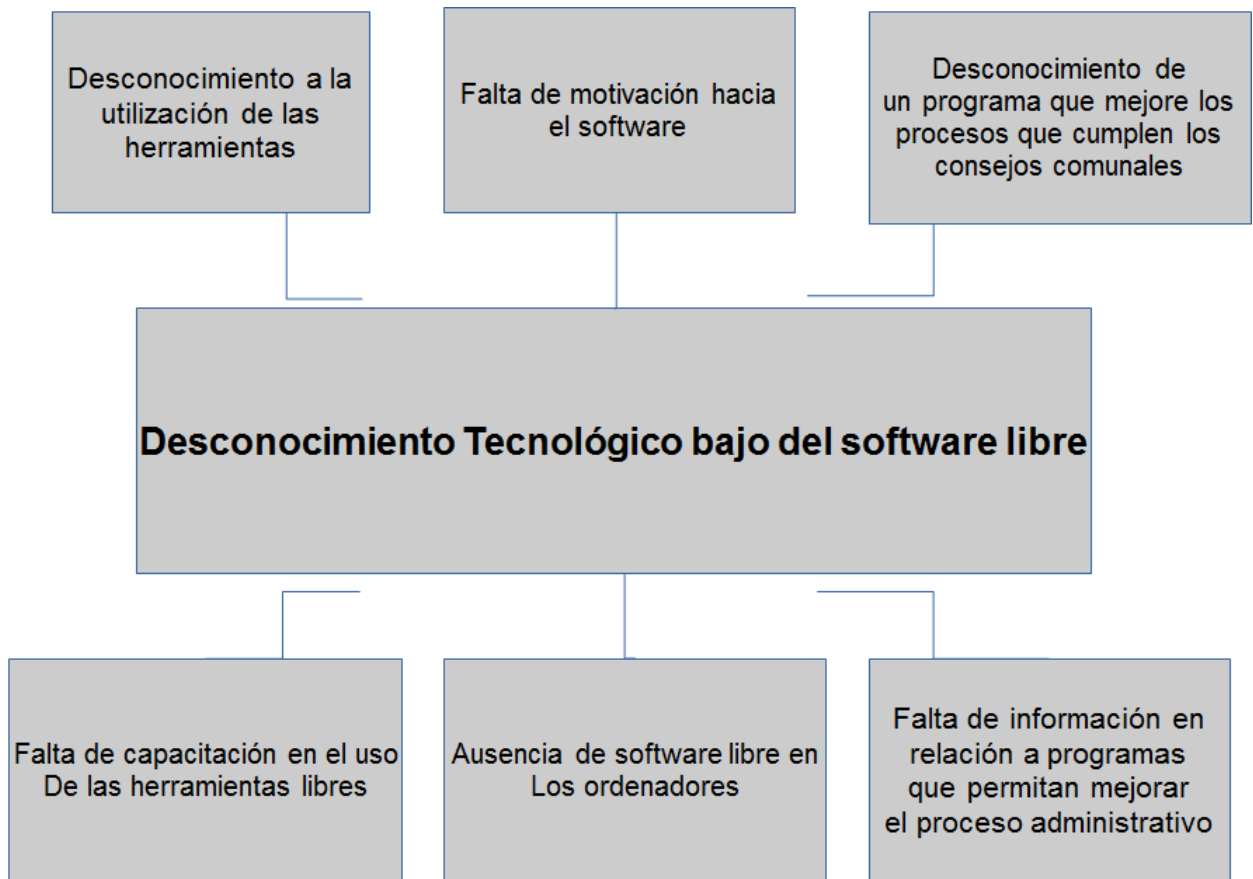 Desconocimiento a la
utilización de las
herramientas
Falta de motivación hacia
el software
Desconocimiento de
un programa que mejore los
procesos que cumplen los
consejos comunales
Desconocimiento Tecnológico bajo del software libre
Falta de capacitación en el uso
De las herramientas libres
Ausencia de software libre en
Los ordenadores
Falta de información en
relación a programas
que permitan mejorar
el proceso administrativo